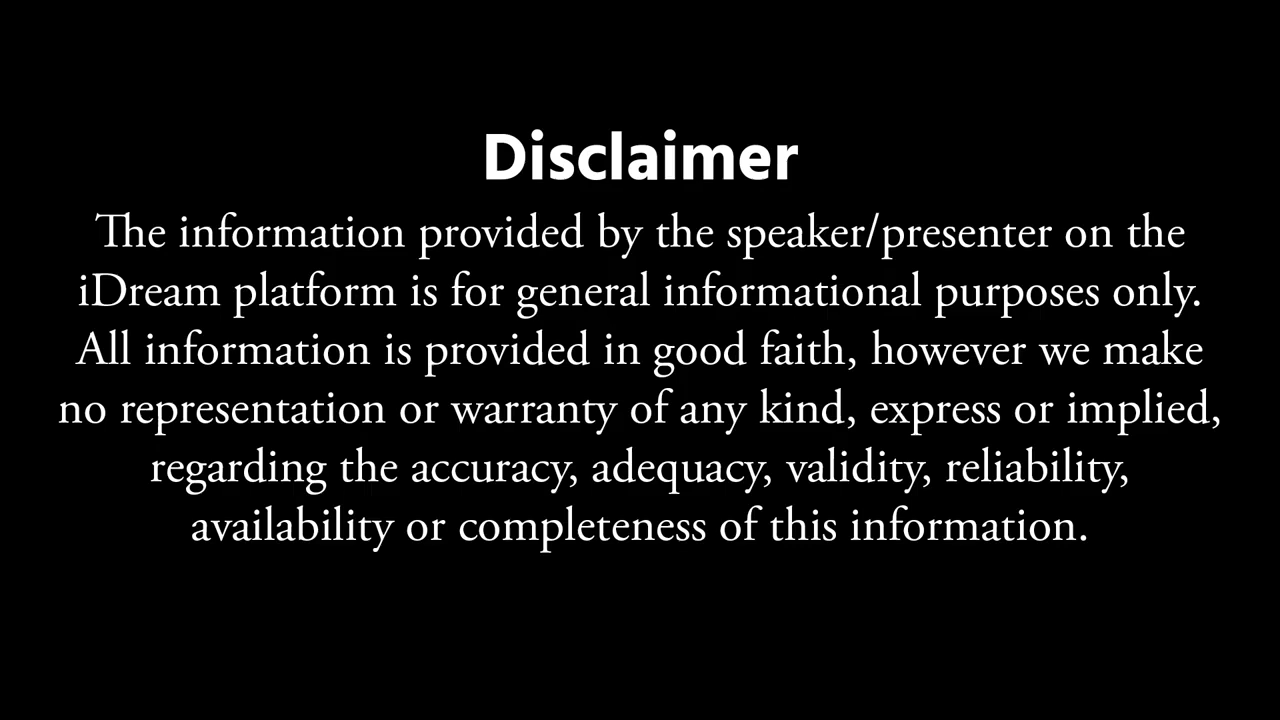 Disclaimer
The information provided by the speaker/presenter on the
iDream platform is for general informational purposes only.
All information is provided in good faith, however we make
no representation or warranty of any kind, express or implied,
regarding the accuracy, adequacy, validity, reliability,
availability or completeness of this information.